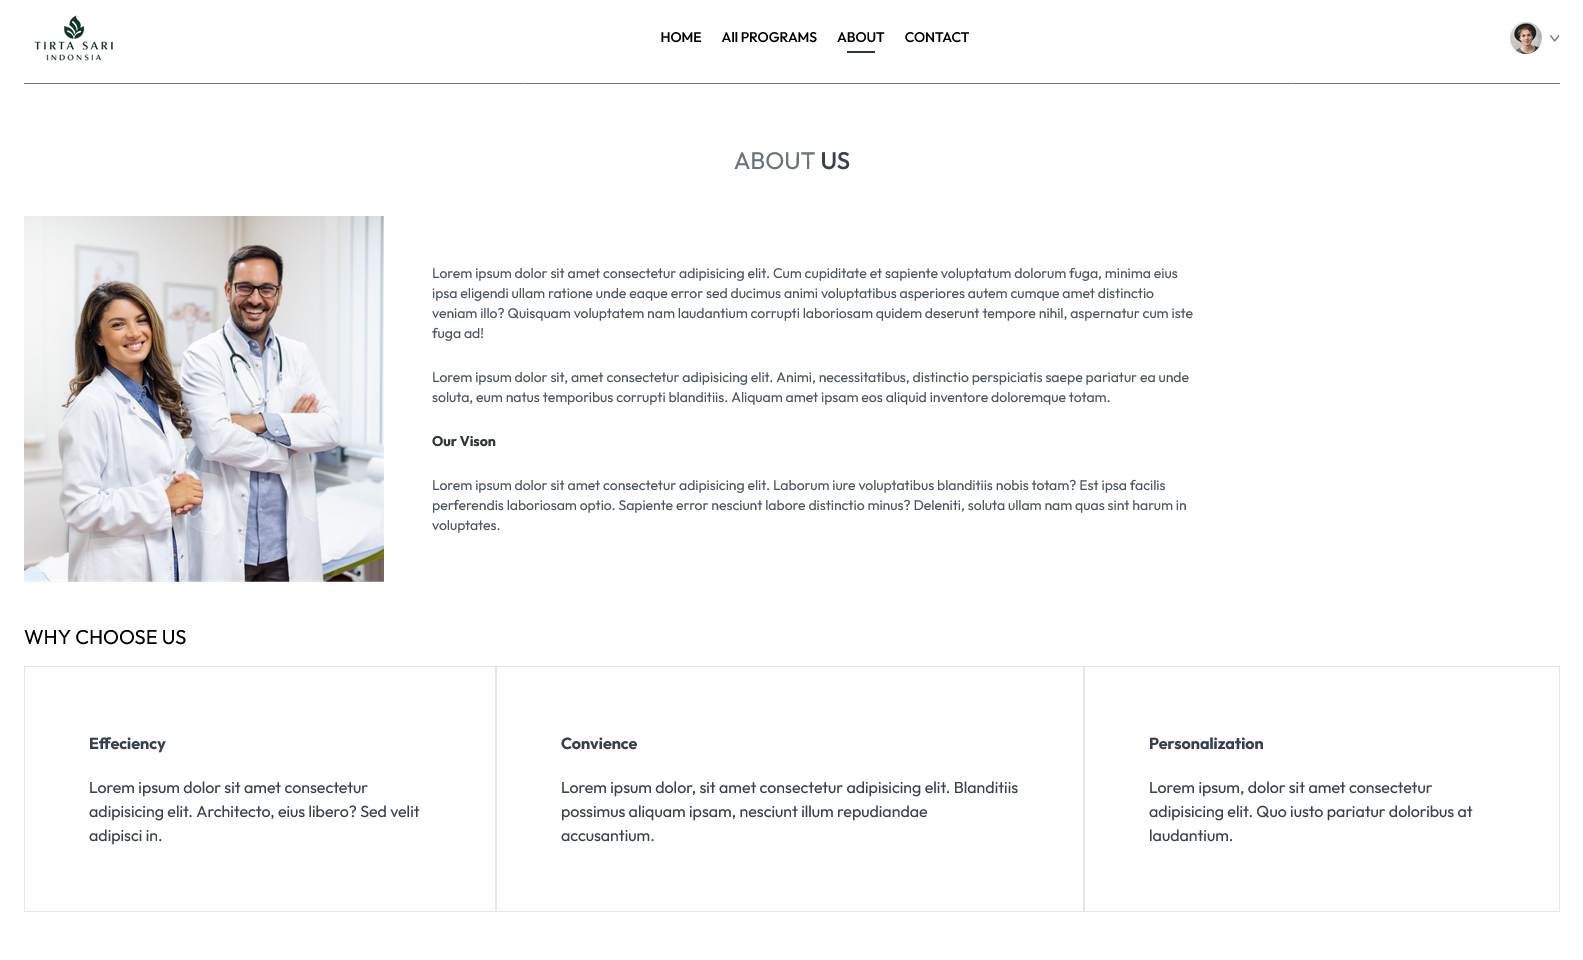 TIRTA SARI
INDONSIA
HOME
All PROGRAMS
ABOUT
CONTACT
ABOUT US
Lorem ipsum dolor sit amet consectetur adipisicing elit. Cum cupiditate et sapiente voluptatum dolorum fuga, minima eius
ipsa eligendi ullam ratione unde eaque error sed ducimus animi voluptatibus asperiores autem cumque amet distinctio
veniam illo? Quisquam voluptatem nam laudantium corrupti laboriosam quidem deserunt tempore nihil, aspernatur cum iste
fuga ad!
Lorem ipsum dolor sit, amet consectetur adipisicing elit. Animi, necessitatibus, distinctio perspiciatis saepe pariatur ea unde
soluta, eum natus temporibus corrupti blanditiis. Aliquam amet ipsam eos aliquid inventore doloremque totam.
Our Vison
Lorem ipsum dolor sit amet consectetur adipisicing elit. Laborum iure voluptatibus blanditiis nobis totam? Est ipsa facilis
perferendis laboriosam optio. Sapiente error nesciunt labore distinctio minus? Deleniti, soluta ullam nam quas sint harum in
voluptates.
WHY CHOOSE US
Effeciency
Lorem ipsum dolor sit amet consectetur
adipisicing elit. Architecto, eius libero? Sed velit
adipisci in.
Convience
Lorem ipsum dolor, sit amet consectetur adipisicing elit. Blanditiis
possimus aliquam ipsam, nesciunt illum repudiandae
accusantium.
Personalization
Lorem ipsum, dolor sit amet consectetur
adipisicing elit. Quo iusto pariatur doloribus at
laudantium.